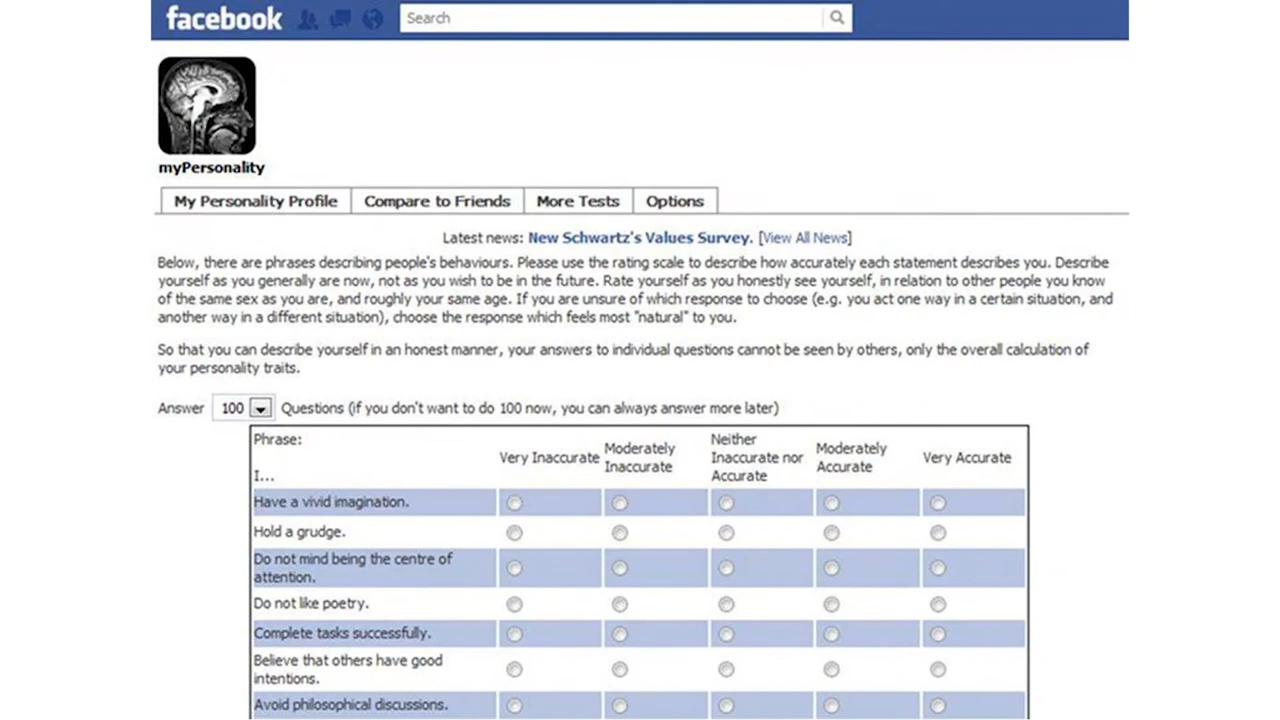 facebook
Search
myPersonality
My Personality Profile Compare to Friends More Tests Options
Latest news: New Schwartz's Values Survey. [View All News]
Below, there are phrases describing people's behaviours. Please use the rating scale to describe how accurately each statement describes you. Describe
yourself as you generally are now, not as you wish to be in the future. Rate yourself as you honestly see yourself, in relation to other people you know
of the same sex as you are, and roughly your same age. If you are unsure of which response to choose (e.g. you act one way in a certain situation, and
another way in a different situation), choose the response which feels most "natural" to you.
So that you can describe yourself in an honest manner, your answers to individual questions cannot be seen by others, only the overall calculation of
your personality traits.
Answer 100 Questions (if you don't want to do 100 now, you can always answer more later)
Phrase:
I...
Very Inaccurate
Moderately
Inaccurate
Neither
Inaccurate nor
Accurate
Moderately
Accurate
Very Accurate
Have a vivid imagination.
Hold a grudge.
Do not mind being the centre of
attention.
Do not like poetry.
Complete tasks successfully.
Believe that others have good
intentions.
Avoid philosophical discussions.